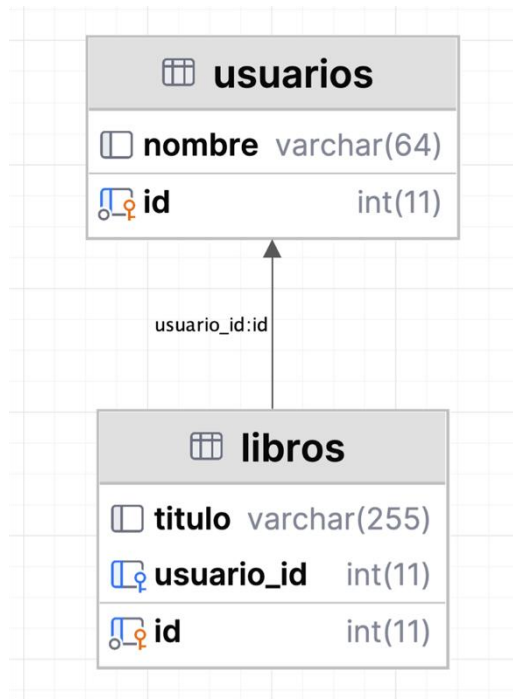 usuarios
nombre varchar(64)
id int(11)
usuario_id:id
libros
titulo varchar(255)
usuario_id int(11)
id int(11)